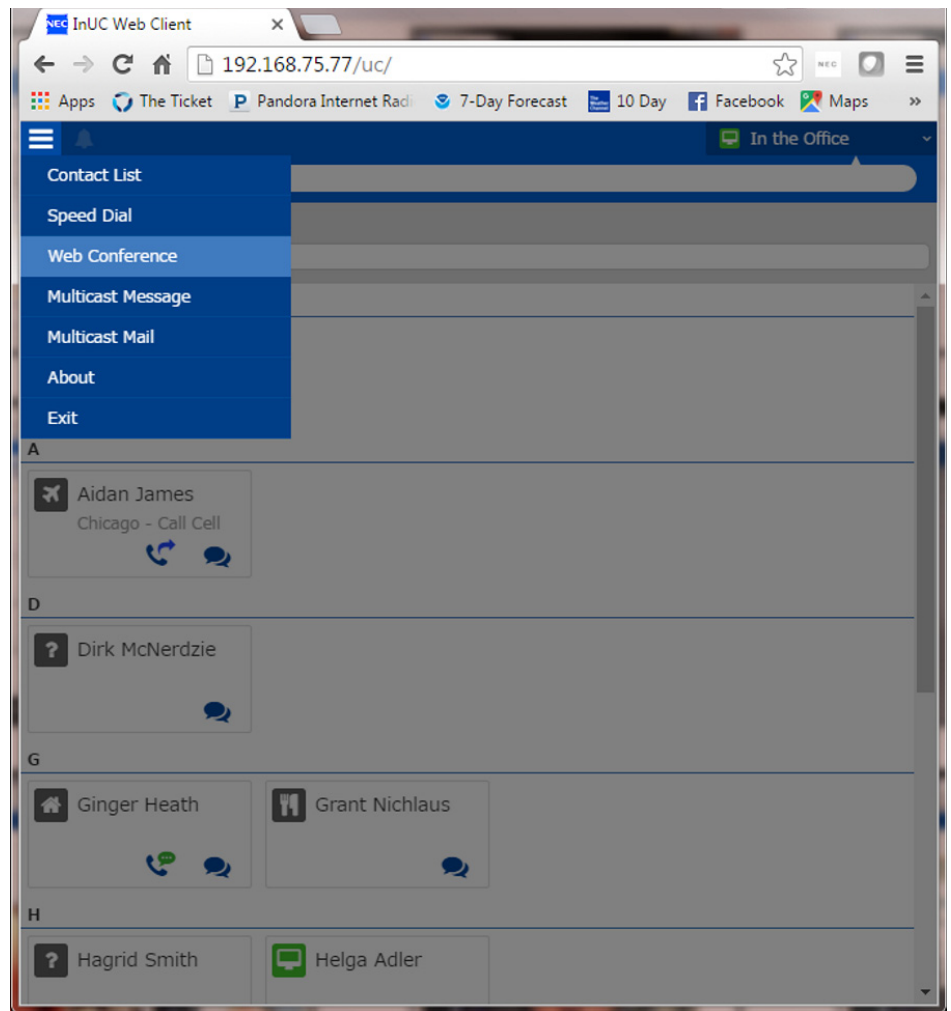 NEC InUC Web Client
192.168.75.77/uc/
NEC
Apps The Ticket P Pandora Internet Radi 7-Day Forecast 10 Day Facebook Maps »
In the Office
Contact List
Speed Dial
Web Conference
Multicast Message
Multicast Mail
About
Exit
A
Aidan James
Chicago - Call Cell
D
? Dirk McNerdzie
G
Ginger Heath Grant Nichlaus
H
? Hagrid Smith Helga Adler